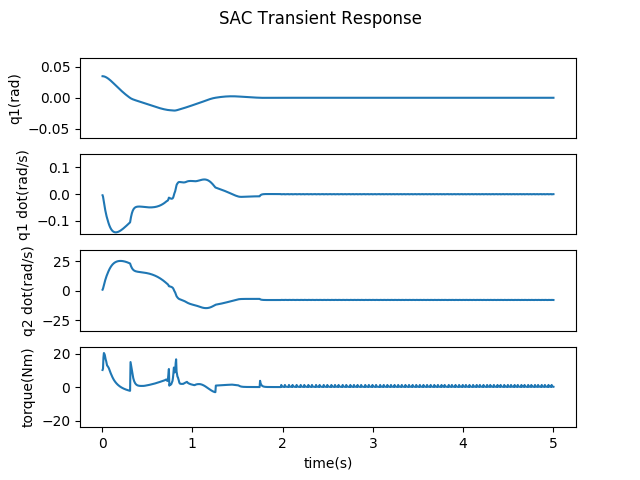 SAC Transient Response
q1(rad)
0.05
0.00
−0.05
q1 dot(rad/s)
0.1
0.0
−0.1
q2 dot(rad/s)
25
0
−25
torque(Nm)
20
0
−20
0 1 2 3 4 5
time(s)